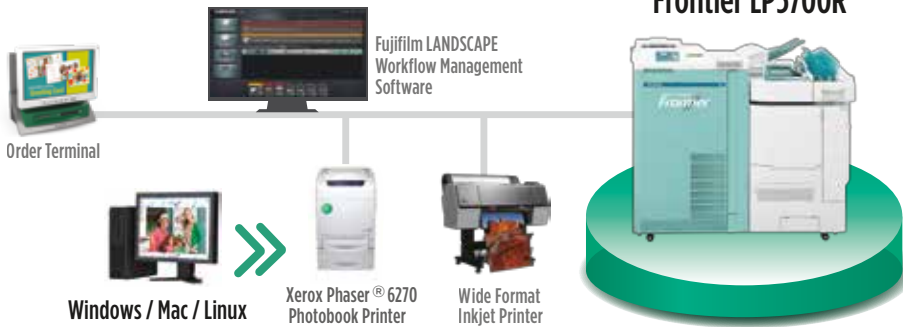 Frontier LP5700R
Fujifilm LANDSCAPE
Workflow Management
Software
Frontier
Order Terminal
Windows / Mac / Linux
Xerox Phaser ® 6270
Photobook Printer
Wide Format
Inkjet Printer